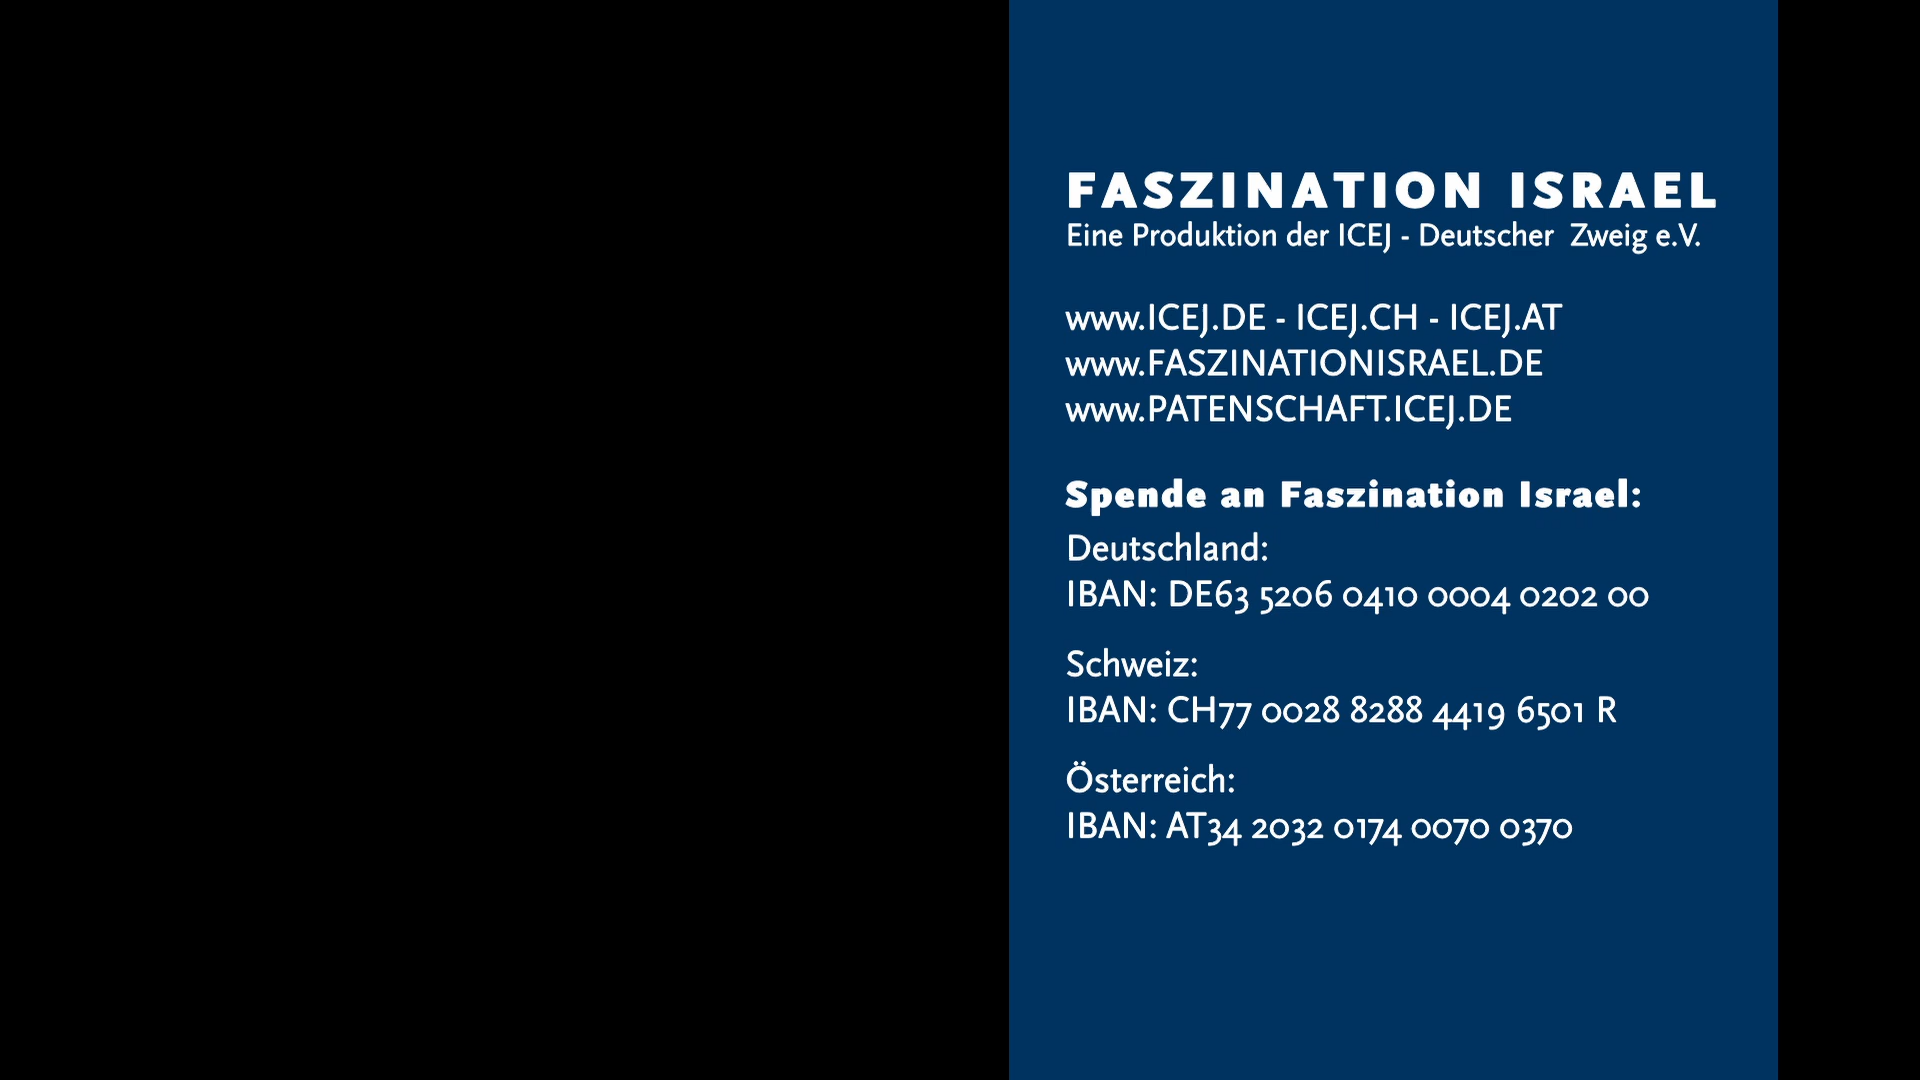 FASZINATION ISRAEL
Eine Produktion der ICEJ - Deutscher Zweig e.V.
www.ICEJ.DE - ICEJ.CH - ICEJ.AT
www.FASZINATIONISRAEL.DE
www.PATENSCHAFT.ICEJ.DE
Spende an Faszination Israel:
Deutschland:
IBAN: DE63 5206 0410 0004 0202 00
Schweiz:
IBAN: CH77 0028 8288 4419 6501 R
Österreich:
IBAN: AT34 2032 0174 0070 0370